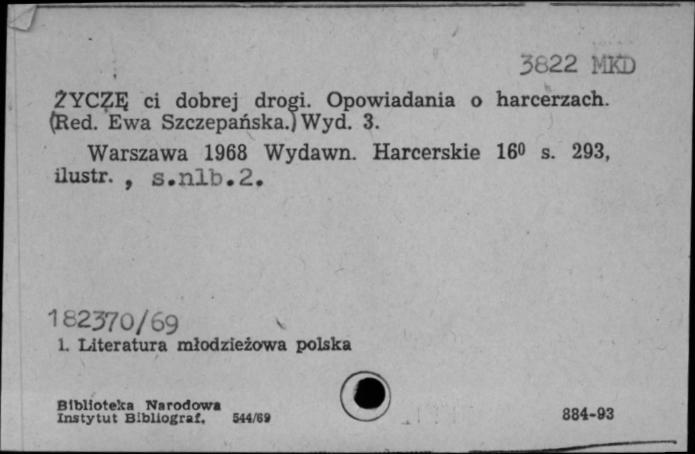 3822 MKD
ŻYCZĘ ci dobrej drogi. Opowiadania o harcerzach.
(Red. Ewa Szczepańska.) Wyd. 3.
Warszawa 1968 Wydawn. Harcerskie 16⁰ s. 293,
ilustr. , s.nlb.2.
182370/69
1. Literatura młodzieżowa polska
Biblioteka Narodowa
Instytut Bibliograf. 544/69
884-93